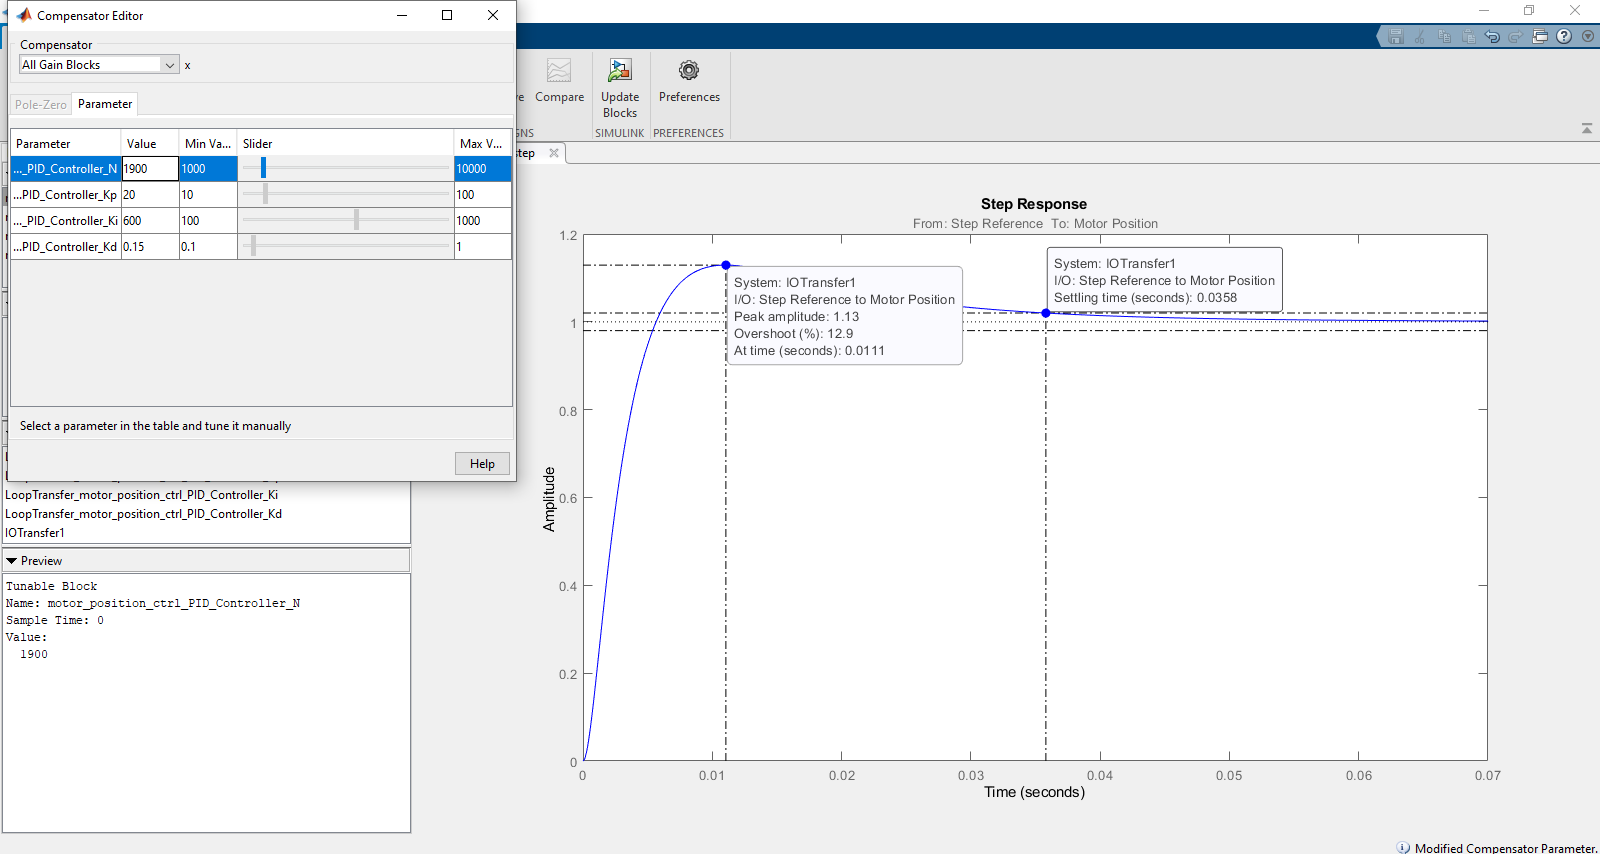 Compensator Editor
Compensator
All Gain Blocks
x
Pole-Zero
Parameter
Parameter Value Min Va... Slider Max V...
..._PID_Controller_N 1900 1000 10000
...PID_Controller_Kp 20 10 100
..._PID_Controller_Ki 600 100 1000
...PID_Controller_Kd 0.15 0.1 1
Select a parameter in the table and tune it manually
Help
LoopTransfer_motor_position_ctrl_PID_Controller_Ki
LoopTransfer_motor_position_ctrl_PID_Controller_Kd
IOTransfer1
Preview
Tunable Block
Name: motor_position_ctrl_PID_Controller_N
Sample Time: 0
Value:
1900
Compare
Update
Blocks
Preferences
SIMULINK
PREFERENCES
step
Step Response
From: Step Reference To: Motor Position
System: IOTransfer1
I/O: Step Reference to Motor Position
Peak amplitude: 1.13
Overshoot (%): 12.9
At time (seconds): 0.0111
System: IOTransfer1
I/O: Step Reference to Motor Position
Settling time (seconds): 0.0358
1.2
1
0.8
0.6
0.4
0.2
0
Amplitude
0 0.01 0.02 0.03 0.04 0.05 0.06 0.07
Time (seconds)
Modified Compensator Parameter.